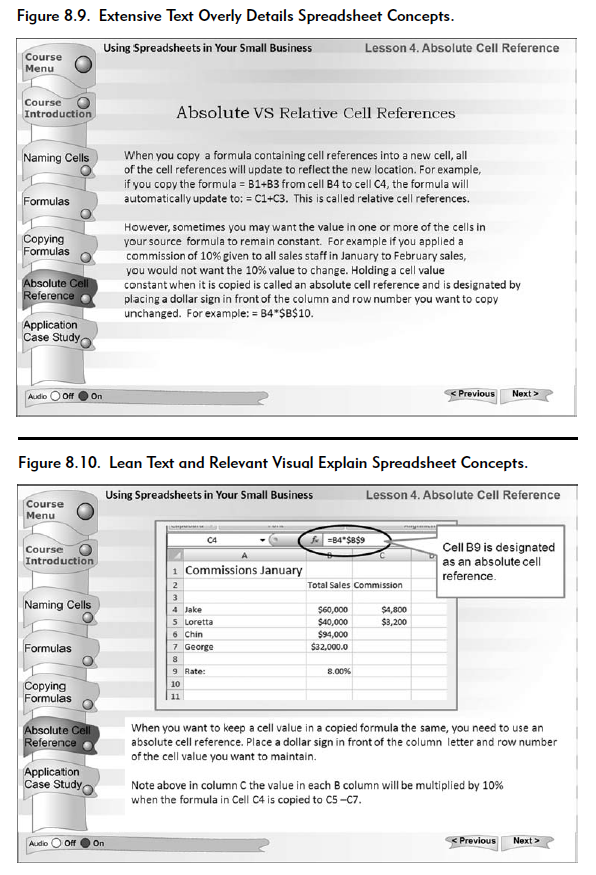 Figure 8.9. Extensive Text Overly Details Spreadsheet Concepts.
Using Spreadsheets in Your Small Business
Lesson 4. Absolute Cell Reference
Course
Menu
Course
Introduction
Naming Cells
Formulas
Copying
Formulas
Absolute Cell
Reference
Application
Case Study
Absolute VS Relative Cell References
When you copy a formula containing cell references into a new cell, all
of the cell references will update to reflect the new location. For example,
if you copy the formula = B1+B3 from cell B4 to cell C4, the formula will
automatically update to: = C1+C3. This is called relative cell references.
However, sometimes you may want the value in one or more of the cells in
your source formula to remain constant. For example if you applied a
commission of 10% given to all sales staff in January to February sales,
you would not want the 10% value to change. Holding a cell value
constant when it is copied is called an absolute cell reference and is designated by
placing a dollar sign in front of the column and row number you want to copy
unchanged. For example: = B4*$B$10.
Audio Off On
< Previous Next >
Figure 8.10. Lean Text and Relevant Visual Explain Spreadsheet Concepts.
Using Spreadsheets in Your Small Business
Lesson 4. Absolute Cell Reference
Course
Menu
Course
Introduction
Naming Cells
Formulas
Copying
Formulas
Absolute Cell
Reference
Application
Case Study
C4 fx =B4*$B$9
A B C D
1 Commissions January
2 Total Sales Commission
3
4 Jake $60,000 $4,800
5 Loretta $40,000 $3,200
6 Chin $94,000
7 George $32,000.0
8
9 Rate: 8.00%
10
11
Cell B9 is designated
as an absolute cell
reference.
When you want to keep a cell value in a copied formula the same, you need to use an
absolute cell reference. Place a dollar sign in front of the column letter and row number
of the cell value you want to maintain.
Note above in column C the value in each B column will be multiplied by 10%
when the formula in Cell C4 is copied to C5 –C7.
Audio Off On
< Previous Next >